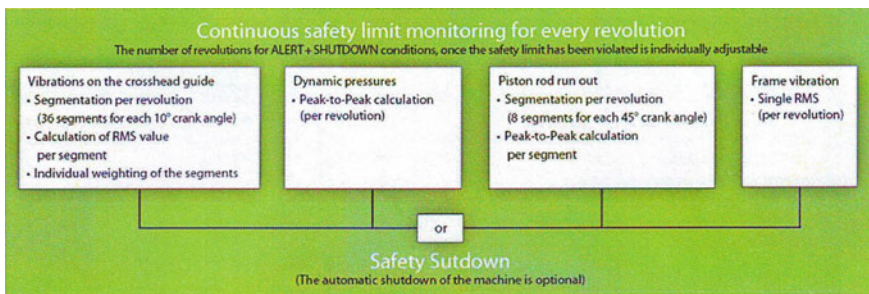 Continuous safety limit monitoring for every revolution
The number of revolutions for ALERT + SHUTDOWN conditions, once the safety limit has been violated is individually adjustable
Vibrations on the crosshead guide
• Segmentation per revolution
(36 segments for each 10° crank angle)
• Calculation of RMS value
per segment
• Individual weighting of the segments
Dynamic pressures
• Peak-to-Peak calculation
(per revolution)
Piston rod run out
• Segmentation per revolution
(8 segments for each 45° crank angle)
• Peak-to-Peak calculation
per segment
Frame vibration
• Single RMS
(per revolution)
or
Safety Sutdown
(The automatic shutdown of the machine is optional)